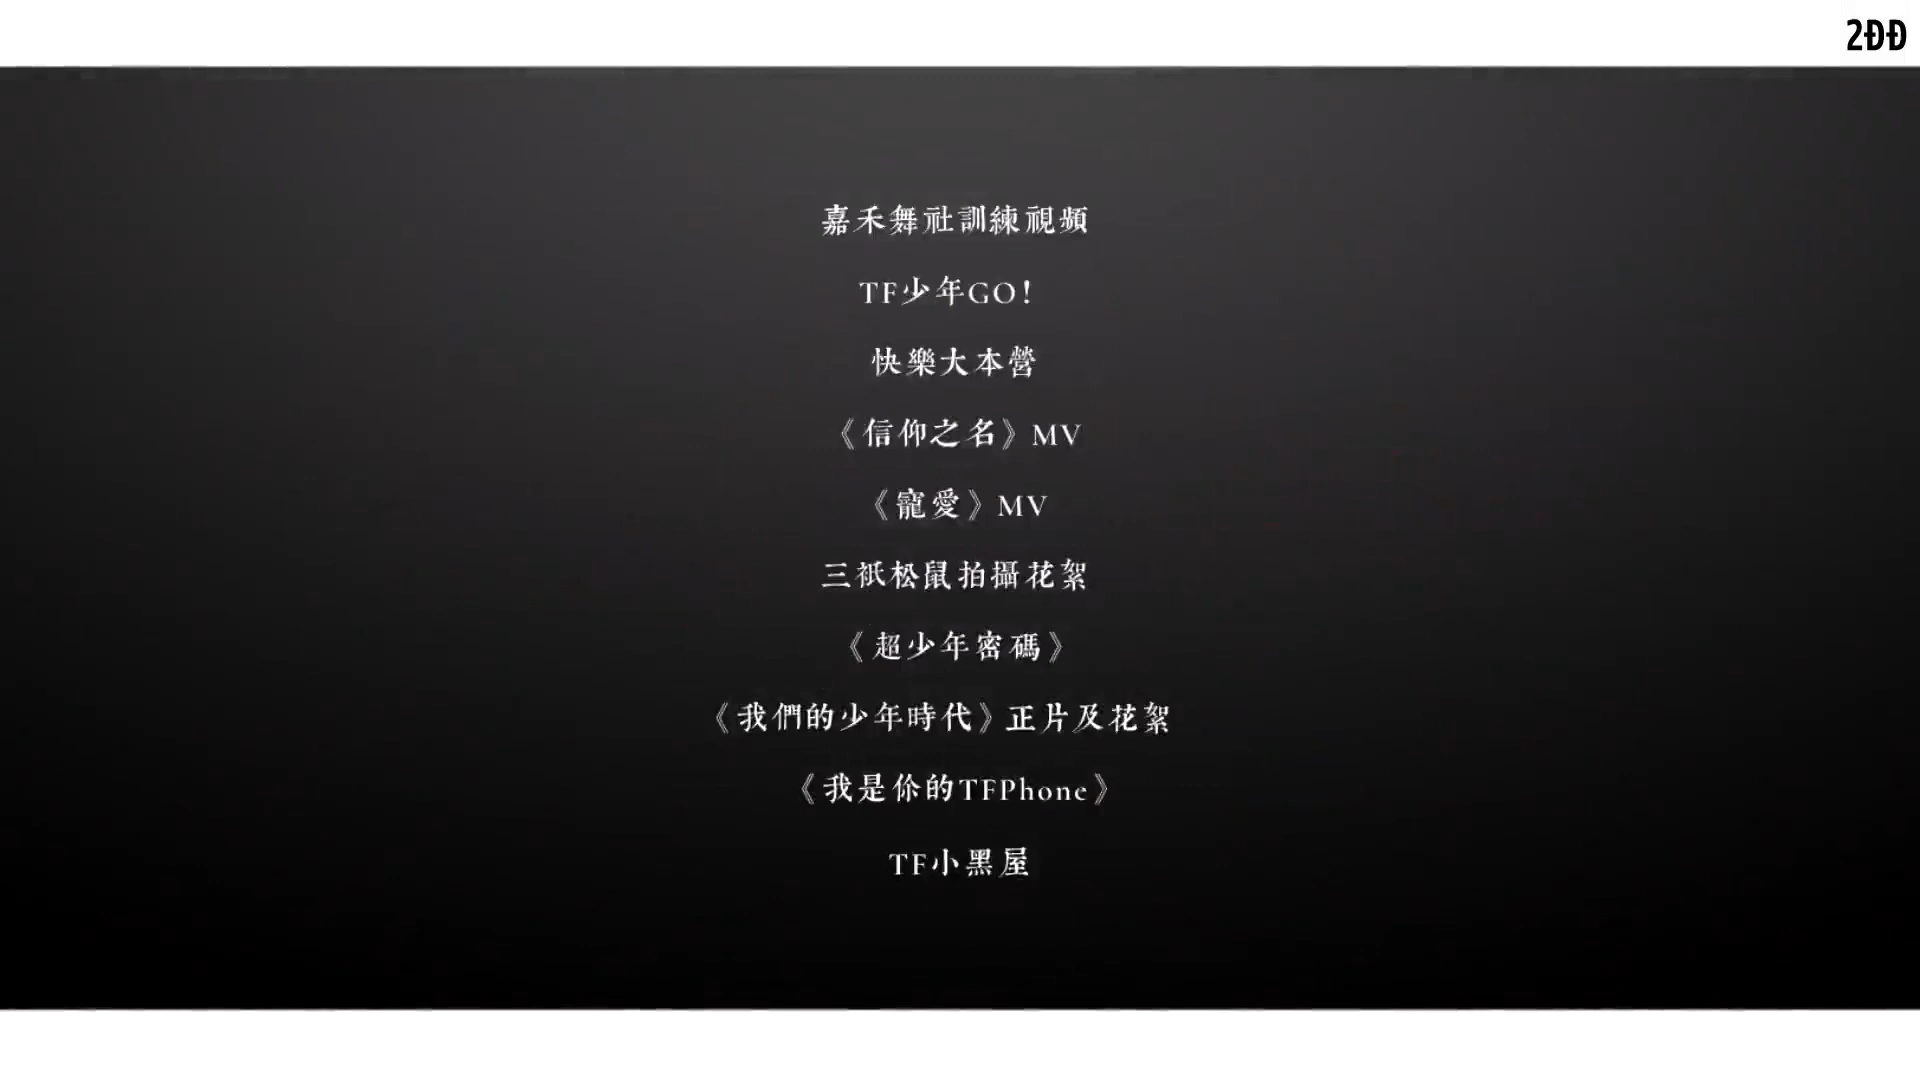 2ĐĐ
嘉禾舞社訓練視頻
TF少年GO!
快樂大本營
《信仰之名》MV
《寵愛》MV
三祇松鼠拍攝花絮
《超少年密碼》
《我們的少年時代》正片及花絮
《我是你的TFPhone》
TF小黑屋